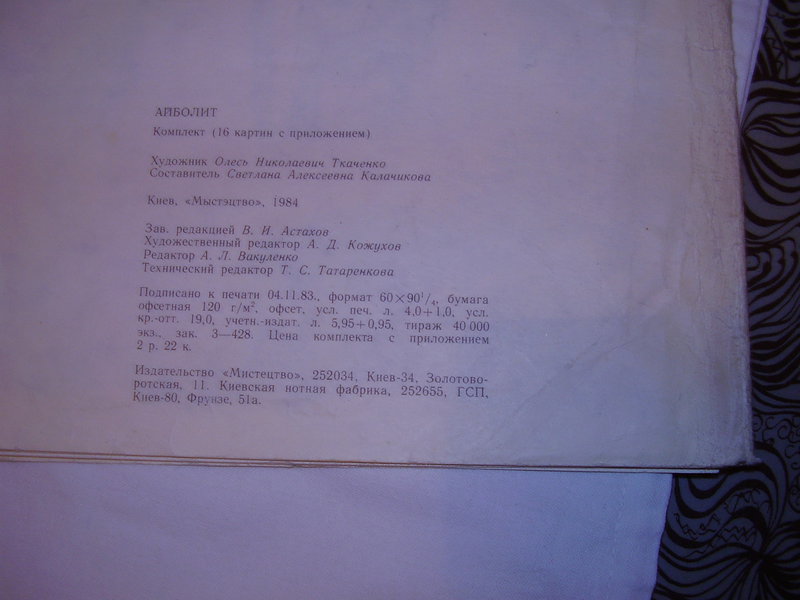 АЙБОЛИТ
Комплект (16 картин с приложением)
Художник Олесь Николаевич Ткаченко
Составитель Светлана Алексеевна Калачикова
Киев, «Мыстэцтво», 1984
Зав. редакцией В. И. Астахов
Художественный редактор А. Д. Кожухов
Редактор А. Л. Вакуленко
Технический редактор Т. С. Татаренкова
Подписано к печати 04.11.83., формат 60×90¹/₄, бумага
офсетная 120 г/м², офсет, усл. печ. л. 4,0+1,0, усл.
кр.-отт. 19,0, учетн.-издат. л. 5,95+0,95, тираж 40 000
экз., зак. 3—428. Цена комплекта с приложением
2 р. 22 к.
Издательство «Мистецтво», 252034, Киев-34, Золотово-
ротская, 11. Киевская нотная фабрика, 252655, ГСП,
Киев-80, Фрунзе, 51а.